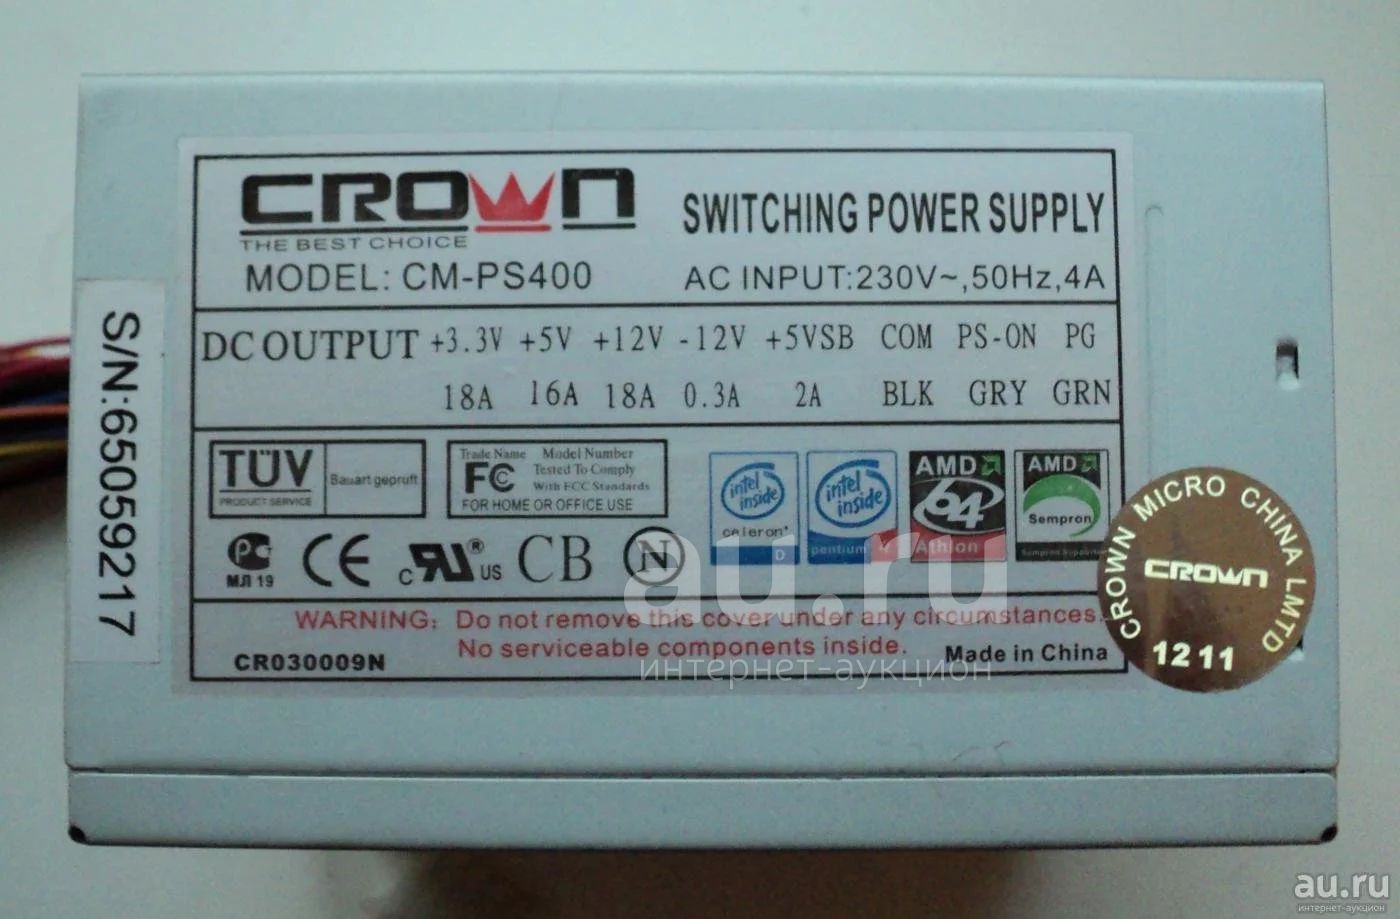 CROWN
THE BEST CHOICE
MODEL: CM-PS400
SWITCHING POWER SUPPLY
AC INPUT:230V~,50Hz,4A
DC OUTPUT +3.3V +5V +12V -12V +5VSB COM PS-ON PG
18A 16A 18A 0.3A 2A BLK GRY GRN
TÜV
PRODUCT SERVICE
Bauart gepruft
Trade Name Model Number
FC Tested To Comply
With FCC Standards
FOR HOME OR OFFICE USE
intel inside
celeron
D
intel inside
pentium
AMD
64
Athlon
AMD
Sempron
РС
МЛ 19
CE
c RU ® US
CB
N
WARNING: Do not remove this cover under any circumstances.
No serviceable components inside.
CR030009N
Made in China
S/N:65059217
CROWN MICRO CHINA LMTD
CROWN
1211
au.ru
интернет-аукцион
au.ru
интернет-аукцион